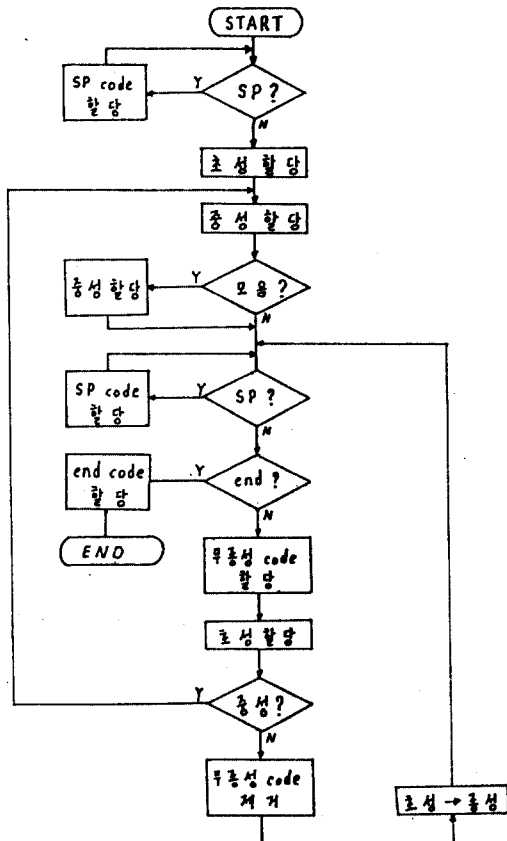 START
SP code
할당
Y
SP?
N
초성할당
중성할당
중성할당
Y
모음?
N
SP code
할당
Y
SP?
N
end code
할당
Y
end?
N
END
무종성 code
할당
초성할당
Y
중성?
N
무종성 code
제거
초성→종성